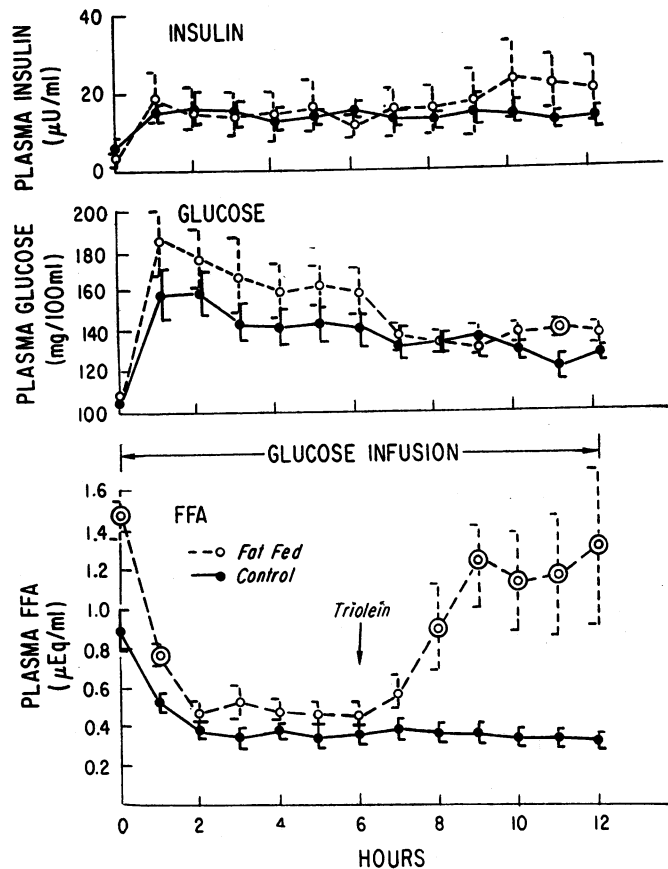 INSULIN
PLASMA INSULIN
(μU/ml)
40
20
0
GLUCOSE
PLASMA GLUCOSE
(mg/100ml)
200
180
160
140
120
100
GLUCOSE INFUSION
FFA
Fat Fed
Control
Triolein
PLASMA FFA
(μEq/ml)
1.6
1.4
1.2
1.0
0.8
0.6
0.4
0.2
0 2 4 6 8 10 12
HOURS